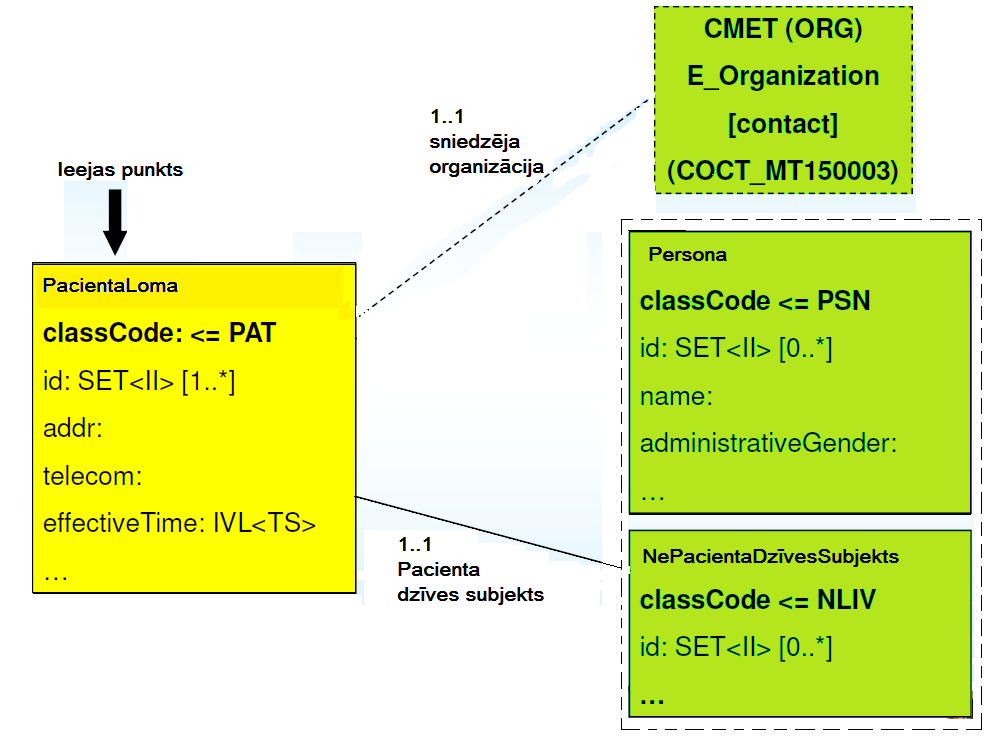 CMET (ORG)
E_Organization
[contact]
(COCT_MT150003)
1..1
sniedzēja
organizācija
Ieejas punkts
PacientaLoma
classCode: <= PAT
id: SET<II> [1..*]
addr:
telecom:
effectiveTime: IVL<TS>
…
Persona
classCode <= PSN
id: SET<II> [0..*]
name:
administrativeGender:
…
1..1
Pacienta
dzīves subjekts
NePacientaDzīvesSubjekts
classCode <= NLIV
id: SET<II> [0..*]
…